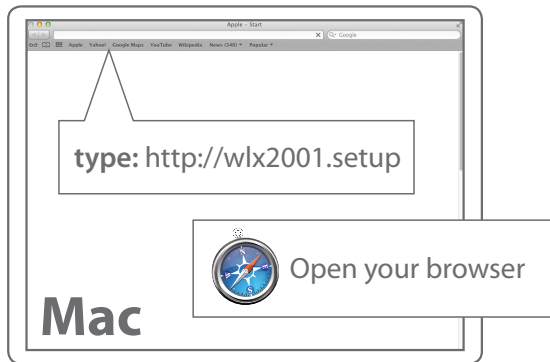 Apple – Start
Google
Apple Yahoo! Google Maps YouTube Wikipedia News (348) Popular
type: http://wlx2001.setup
Open your browser
Mac